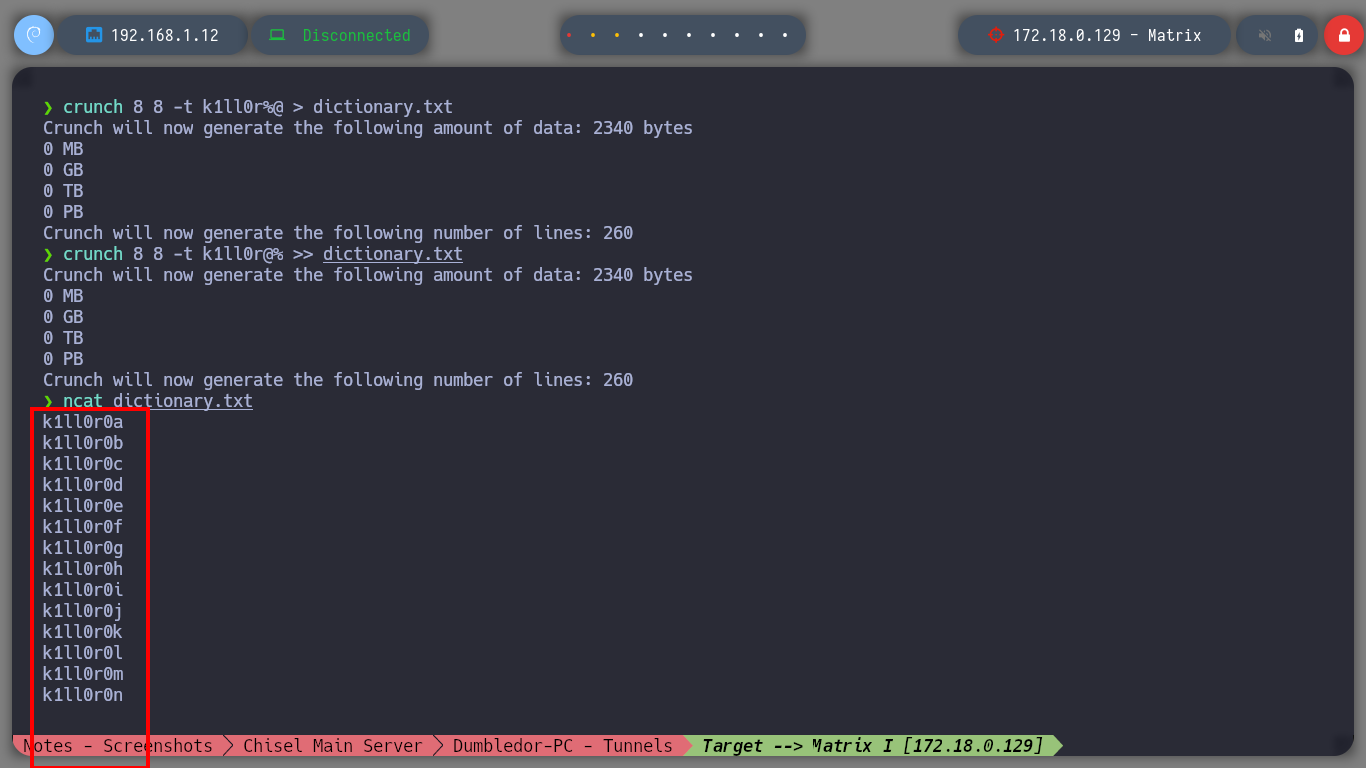 192.168.1.12 Disconnected 172.18.0.129 - Matrix
❯ crunch 8 8 -t k1ll0r%@ > dictionary.txt
Crunch will now generate the following amount of data: 2340 bytes
0 MB
0 GB
0 TB
0 PB
Crunch will now generate the following number of lines: 260
❯ crunch 8 8 -t k1ll0r@% >> dictionary.txt
Crunch will now generate the following amount of data: 2340 bytes
0 MB
0 GB
0 TB
0 PB
Crunch will now generate the following number of lines: 260
❯ ncat dictionary.txt
k1ll0r0a
k1ll0r0b
k1ll0r0c
k1ll0r0d
k1ll0r0e
k1ll0r0f
k1ll0r0g
k1ll0r0h
k1ll0r0i
k1ll0r0j
k1ll0r0k
k1ll0r0l
k1ll0r0m
k1ll0r0n
Notes - Screenshots Chisel Main Server Dumbledor-PC - Tunnels Target --> Matrix I [172.18.0.129]